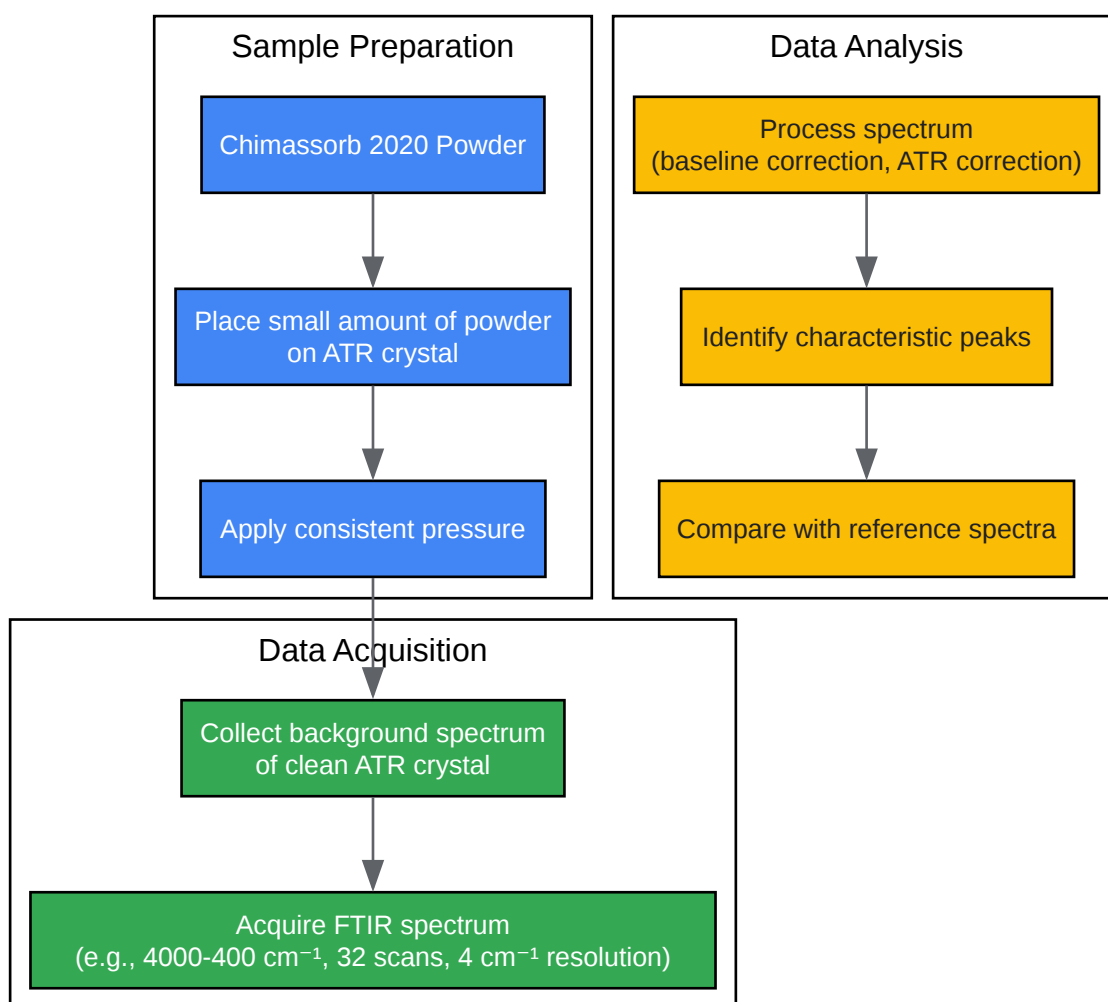 Sample Preparation
Chimassorb 2020 Powder
Place small amount of powder
on ATR crystal
Apply consistent pressure
Data Analysis
Process spectrum
(baseline correction, ATR correction)
Identify characteristic peaks
Compare with reference spectra
Data Acquisition
Collect background spectrum
of clean ATR crystal
Acquire FTIR spectrum
(e.g., 4000-400 cm⁻¹, 32 scans, 4 cm⁻¹ resolution)